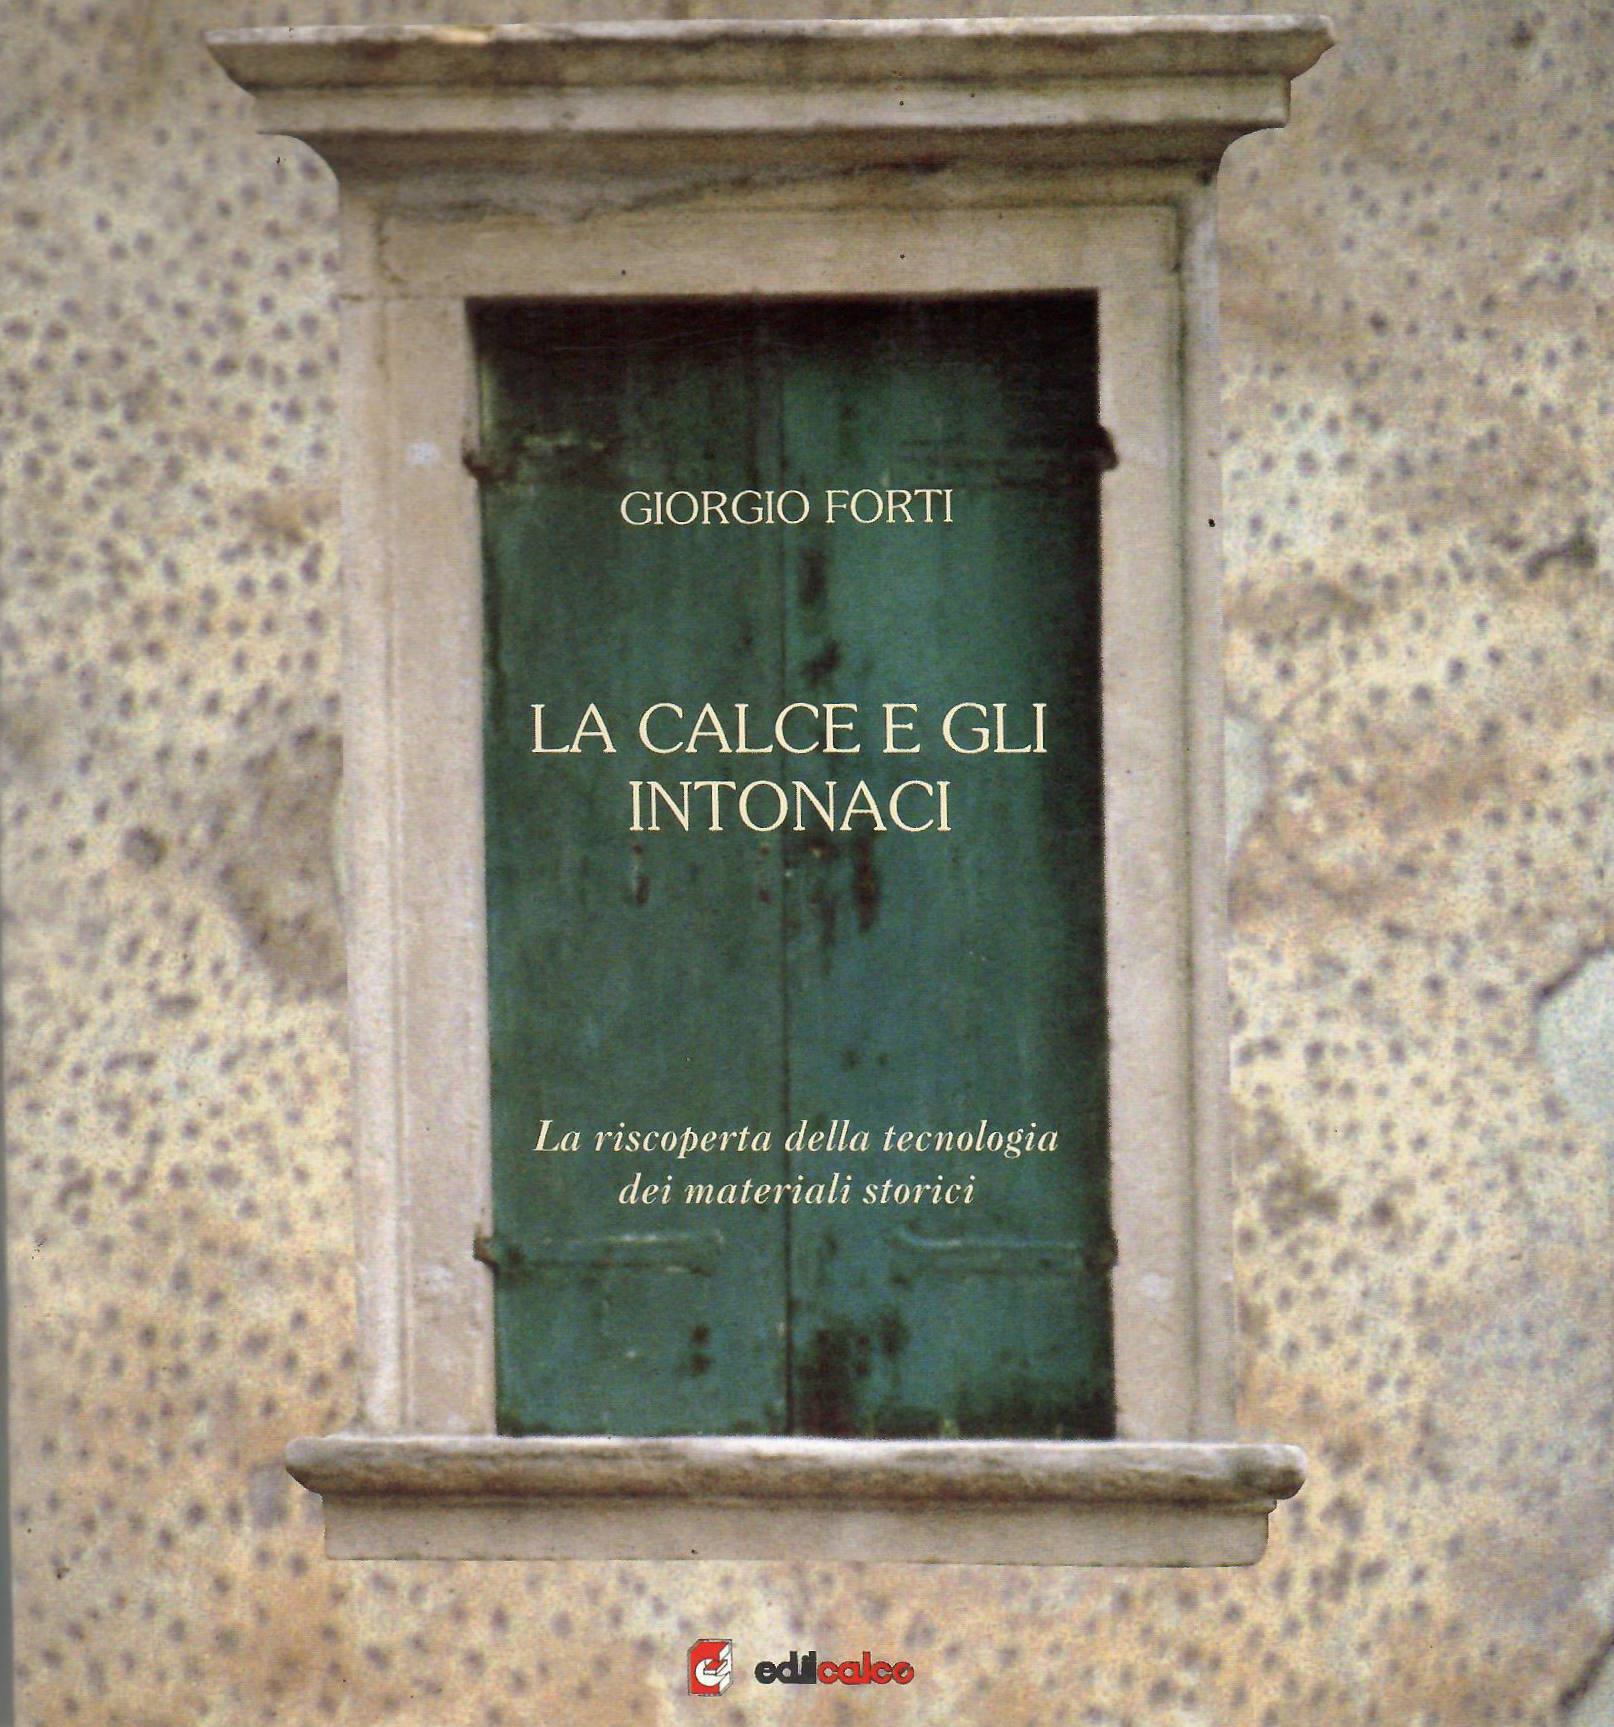 GIORGIO FORTI
LA CALCE E GLI
INTONACI
La riscoperta della tecnologia
dei materiali storici
edilcalce